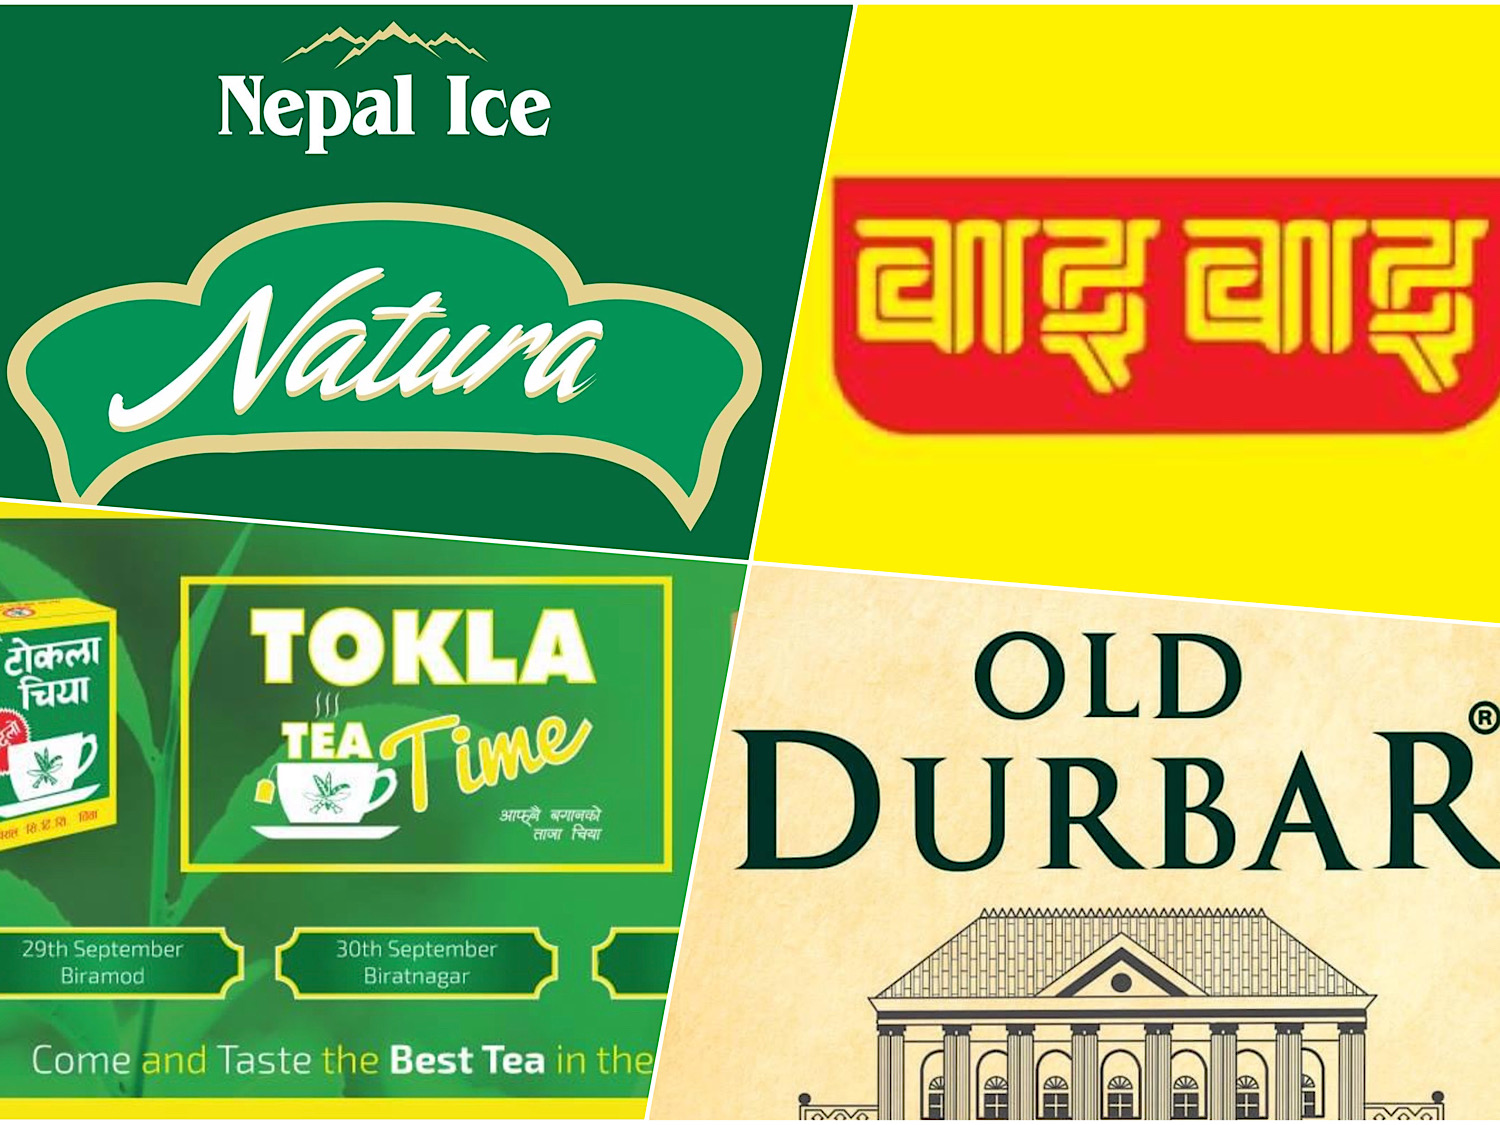 Nepal Ice
Natura
वाइ वाइ
टोकला
चिया
TOKLA
TEA Time
आफ्नै बगानको
ताजा चिया
29th September
Biramod
30th September
Biratnagar
Come and Taste the Best Tea in the
OLD
DURBAR®